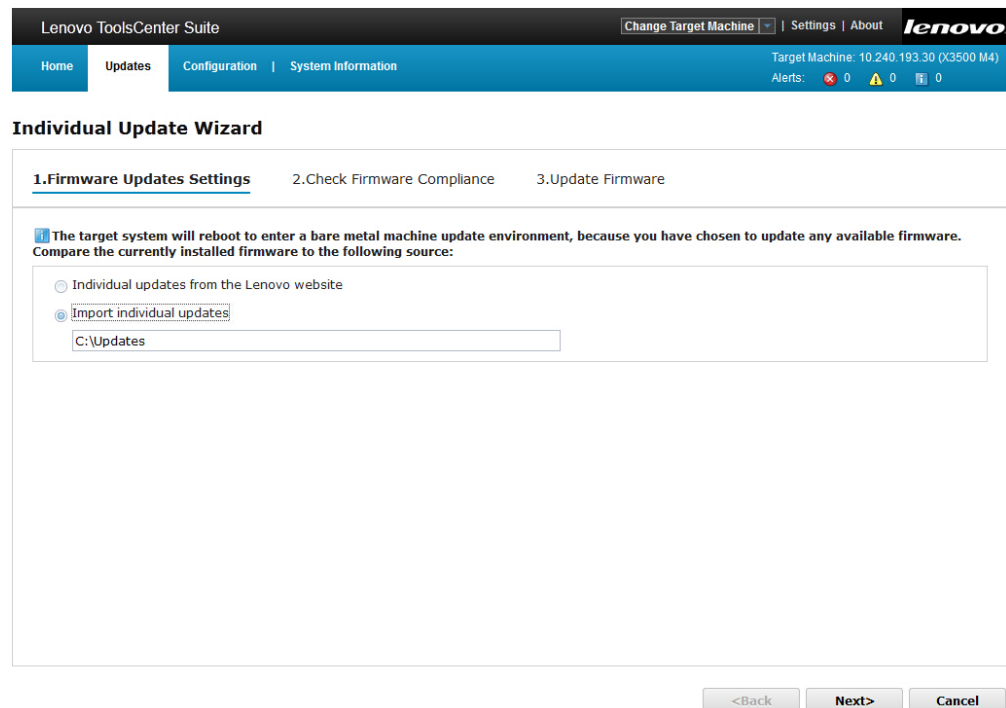 Lenovo ToolsCenter Suite
Change Target Machine | Settings | About lenovo
Home Updates Configuration | System Information
Target Machine: 10.240.193.30 (X3500 M4)
Alerts: 0 0 0
Individual Update Wizard
1.Firmware Updates Settings 2.Check Firmware Compliance 3.Update Firmware
The target system will reboot to enter a bare metal machine update environment, because you have chosen to update any available firmware.
Compare the currently installed firmware to the following source:
Individual updates from the Lenovo website
Import individual updates
C:\Updates
<Back Next> Cancel